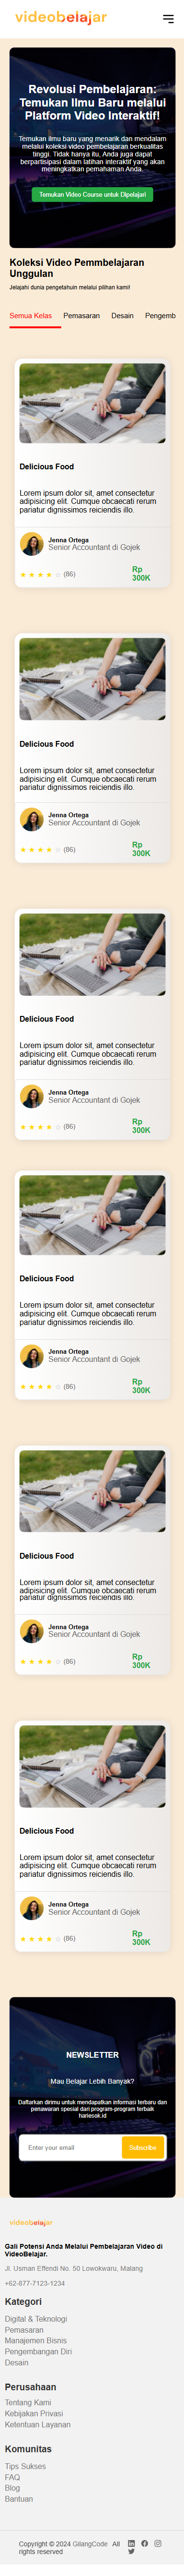 videobelajar
Revolusi Pembelajaran:
Temukan Ilmu Baru melalui
Platform Video Interaktif!
Temukan ilmu baru yang menarik dan mendalam
melalui koleksi video pembelajaran berkualitas
tinggi. Tidak hanya itu, Anda juga dapat
berpartisipasi dalam latihan interaktif yang akan
meningkatkan pemahaman Anda.
Temukan Video Course untuk Dipelajari
Koleksi Video Pemmbelajaran
Unggulan
Jelajahi dunia pengetahuin melalui pilihan kami!
Semua Kelas Pemasaran Desain Pengemb
Delicious Food
Lorem ipsum dolor sit, amet consectetur
adipisicing elit. Cumque obcaecati rerum
pariatur dignissimos reiciendis illo.
Jenna Ortega
Senior Accountant di Gojek
★ ★ ★ ★ ☆ (86)
Rp
300K
Delicious Food
Lorem ipsum dolor sit, amet consectetur
adipisicing elit. Cumque obcaecati rerum
pariatur dignissimos reiciendis illo.
Jenna Ortega
Senior Accountant di Gojek
★ ★ ★ ★ ☆ (86)
Rp
300K
Delicious Food
Lorem ipsum dolor sit, amet consectetur
adipisicing elit. Cumque obcaecati rerum
pariatur dignissimos reiciendis illo.
Jenna Ortega
Senior Accountant di Gojek
★ ★ ★ ★ ☆ (86)
Rp
300K
Delicious Food
Lorem ipsum dolor sit, amet consectetur
adipisicing elit. Cumque obcaecati rerum
pariatur dignissimos reiciendis illo.
Jenna Ortega
Senior Accountant di Gojek
★ ★ ★ ★ ☆ (86)
Rp
300K
Delicious Food
Lorem ipsum dolor sit, amet consectetur
adipisicing elit. Cumque obcaecati rerum
pariatur dignissimos reiciendis illo.
Jenna Ortega
Senior Accountant di Gojek
★ ★ ★ ★ ☆ (86)
Rp
300K
Delicious Food
Lorem ipsum dolor sit, amet consectetur
adipisicing elit. Cumque obcaecati rerum
pariatur dignissimos reiciendis illo.
Jenna Ortega
Senior Accountant di Gojek
★ ★ ★ ★ ☆ (86)
Rp
300K
NEWSLETTER
Mau Belajar Lebih Banyak?
Daftarkan dirimu untuk mendapatkan informasi terbaru dan
penawaran spesial dari program-program terbaik
hariesok.id
Enter your email
Subscribe
videobelajar
Gali Potensi Anda Melalui Pembelajaran Video di
VideoBelajar.
Jl. Usman Effendi No. 50 Lowokwaru, Malang
+62-877-7123-1234
Kategori
Digital & Teknologi
Pemasaran
Manajemen Bisnis
Pengembangan Diri
Desain
Perusahaan
Tentang Kami
Kebijakan Privasi
Ketentuan Layanan
Komunitas
Tips Sukses
FAQ
Blog
Bantuan
Copyright © 2024 GilangCode All
rights reserved